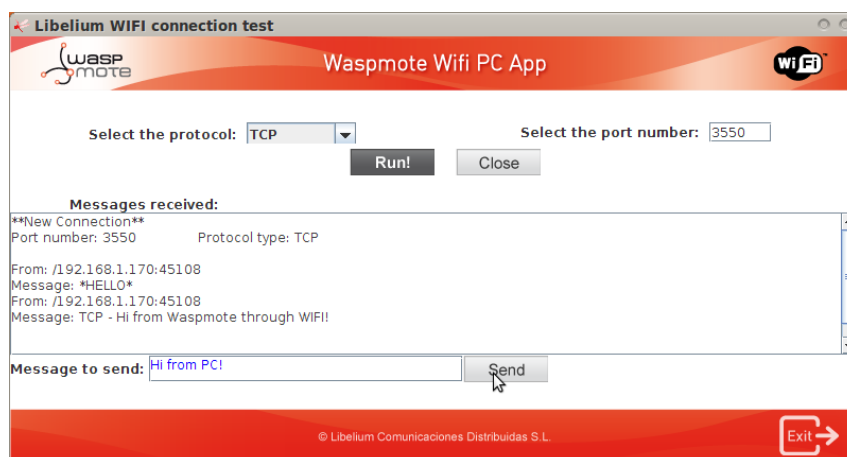 Libelium WIFI connection test
wasp
mote
Waspmote Wifi PC App
Wi Fi
Select the protocol: TCP
Select the port number: 3550
Run!
Close
Messages received:
**New Connection**
Port number: 3550 Protocol type: TCP
From: /192.168.1.170:45108
Message: *HELLO*
From: /192.168.1.170:45108
Message: TCP - Hi from Waspmote through WIFI!
Message to send: Hi from PC!
Send
© Libelium Comunicaciones Distribuidas S.L.
Exit